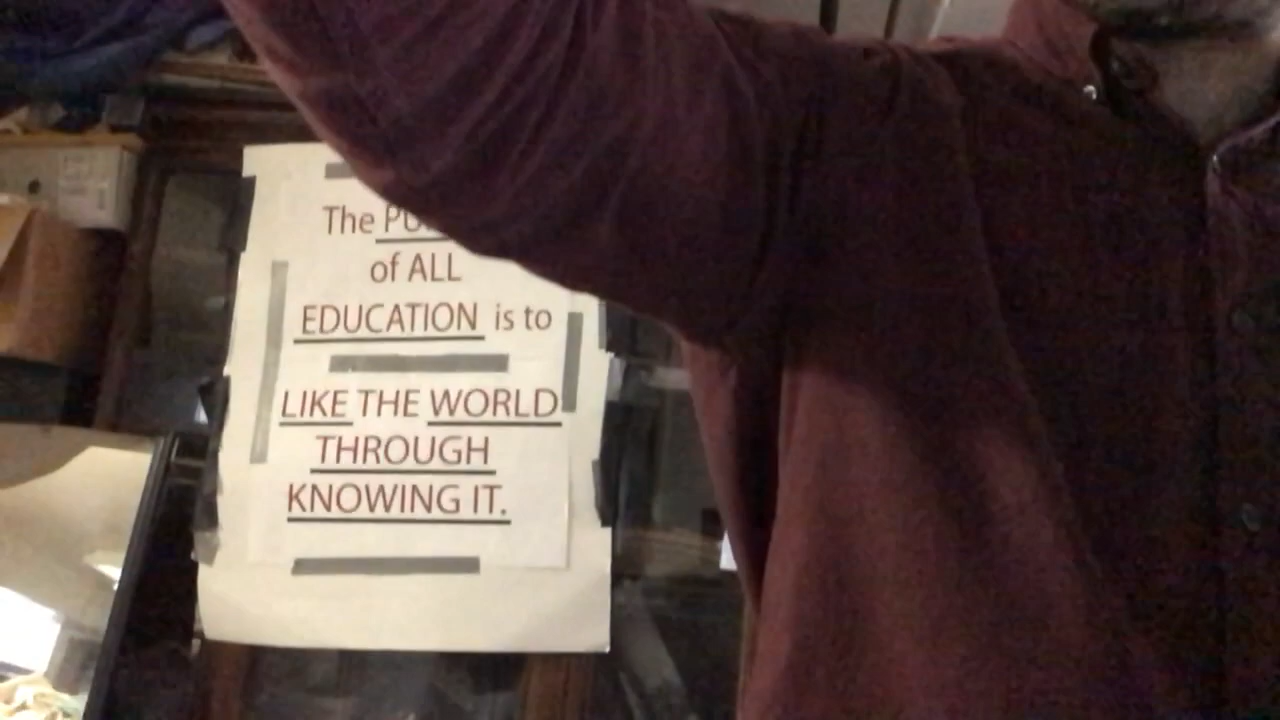 The
of ALL
EDUCATION is to
LIKE THE WORLD
THROUGH
KNOWING IT.